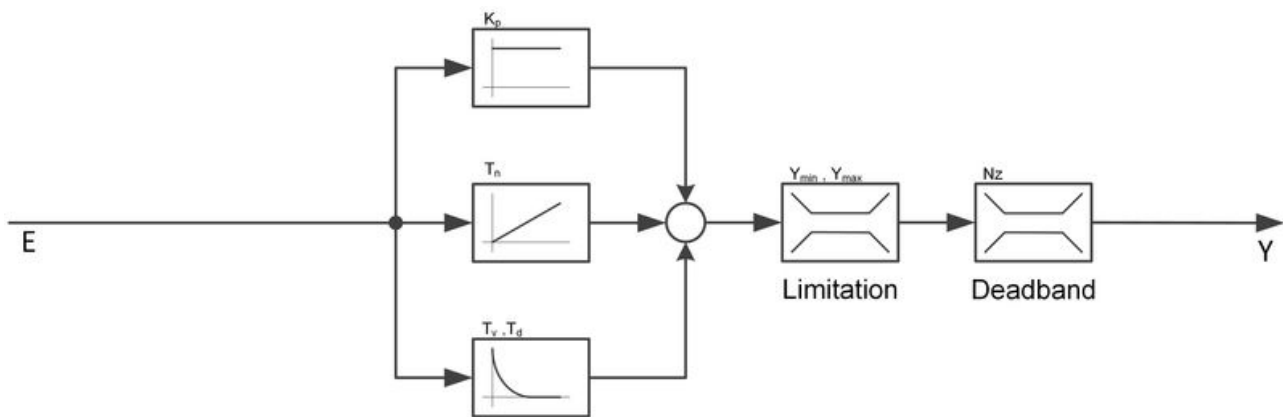 Kp
Tn
E
Tv ,Td
Ymin , Ymax
Limitation
Nz
Deadband
Y